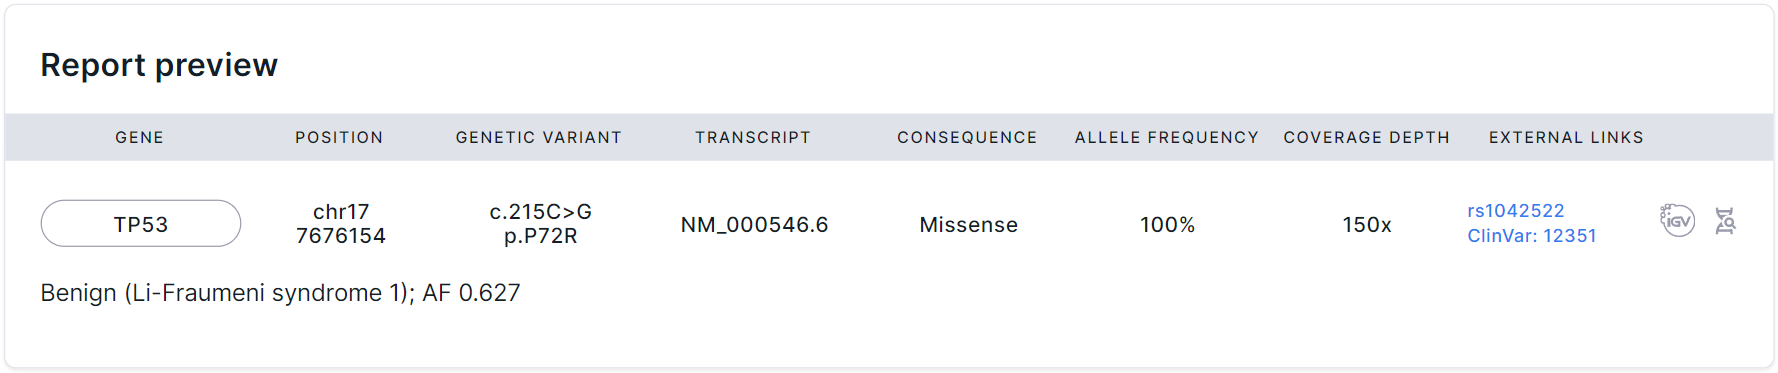 Report preview
GENE POSITION GENETIC VARIANT TRANSCRIPT CONSEQUENCE ALLELE FREQUENCY COVERAGE DEPTH EXTERNAL LINKS
TP53
chr17
7676154
c.215C>G
p.P72R
NM_000546.6
Missense
100%
150x
rs1042522
ClinVar: 12351
IGV
Benign (Li-Fraumeni syndrome 1); AF 0.627